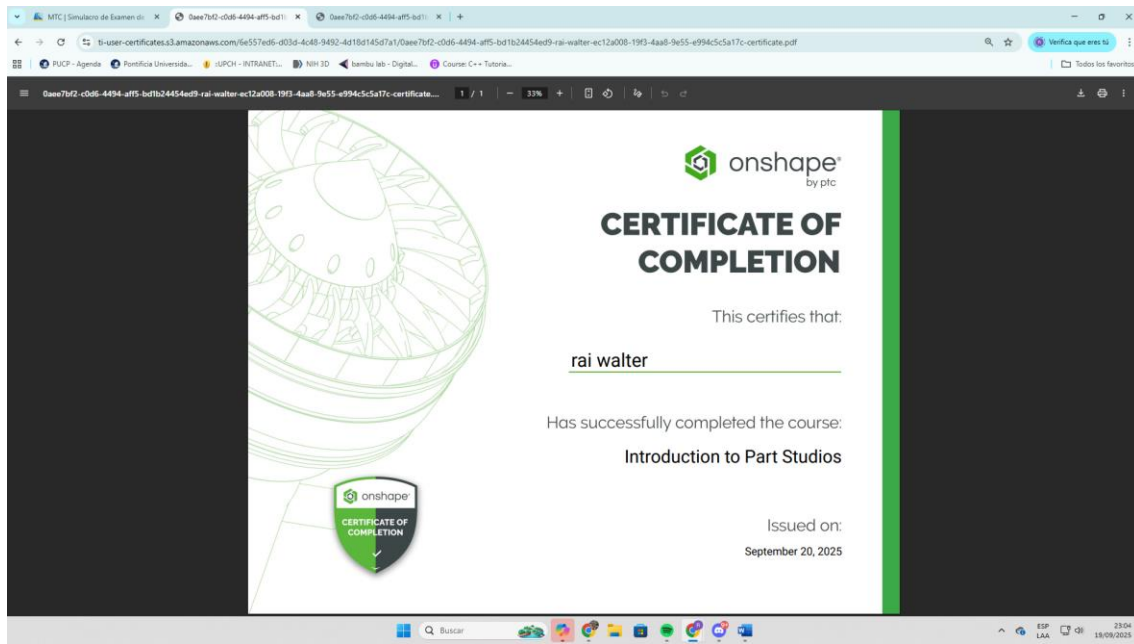 MTC | Simulacro de Examen de
0aee7bf2-c0d6-4494-aff5-bd1b
0aee7bf2-c0d6-4494-aff5-bd1b
ti-user-certificates.s3.amazonaws.com/6e557ed6-d03d-4c48-9492-4d18d145d7a1/0aee7bf2-c0d6-4494-aff5-bd1b24454ed9-rai-walter-ec12a008-19f3-4aa8-9e55-e994c5c5a17c-certificate.pdf
Verifica que eres tú
PUCP - Agenda
Pontificia Universida...
:UPCH - INTRANET:...
NIH 3D
bambu lab - Digital...
Course: C++ Tutoria...
Todos los favoritos
0aee7bf2-c0d6-4494-aff5-bd1b24454ed9-rai-walter-ec12a008-19f3-4aa8-9e55-e994c5c5a17c-certificate....
1 / 1
33%
onshape®
by ptc
CERTIFICATE OF
COMPLETION
This certifies that:
rai walter
Has successfully completed the course:
Introduction to Part Studios
onshape
CERTIFICATE OF
COMPLETION
Issued on:
September 20, 2025
Buscar
ESP
LAA
23:04